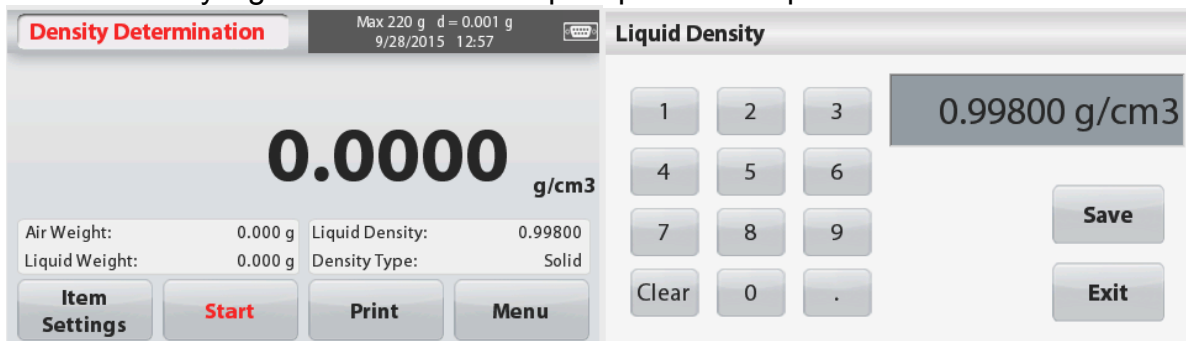 Density Determination
Max 220 g d=0.001 g
9/28/2015 12:57
0.0000
g/cm3
Air Weight: 0.000 g
Liquid Density: 0.99800
Liquid Weight: 0.000 g
Density Type: Solid
Item Settings
Start
Print
Menu
Liquid Density
0.99800 g/cm3
1 2 3
4 5 6
7 8 9
Clear 0 .
Save
Exit